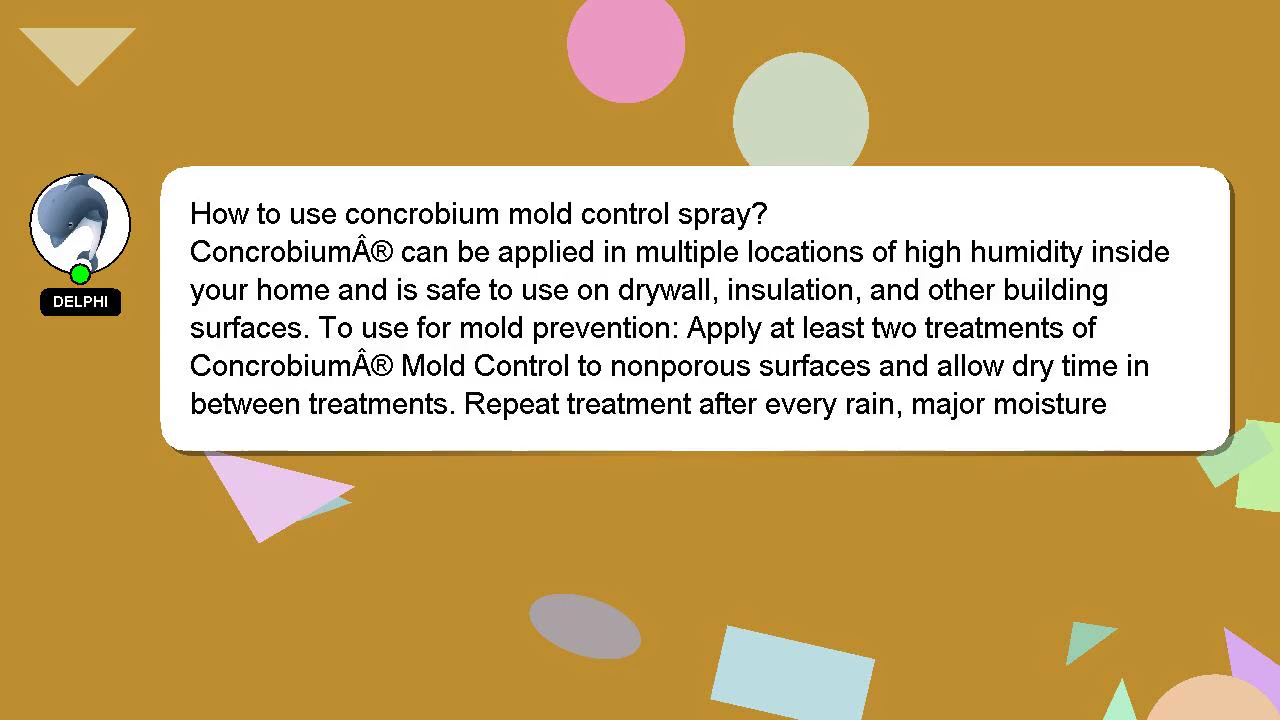 How to use concrobium mold control spray?
ConcrobiumÂ® can be applied in multiple locations of high humidity inside
your home and is safe to use on drywall, insulation, and other building
surfaces. To use for mold prevention: Apply at least two treatments of
ConcrobiumÂ® Mold Control to nonporous surfaces and allow dry time in
between treatments. Repeat treatment after every rain, major moisture
DELPHI